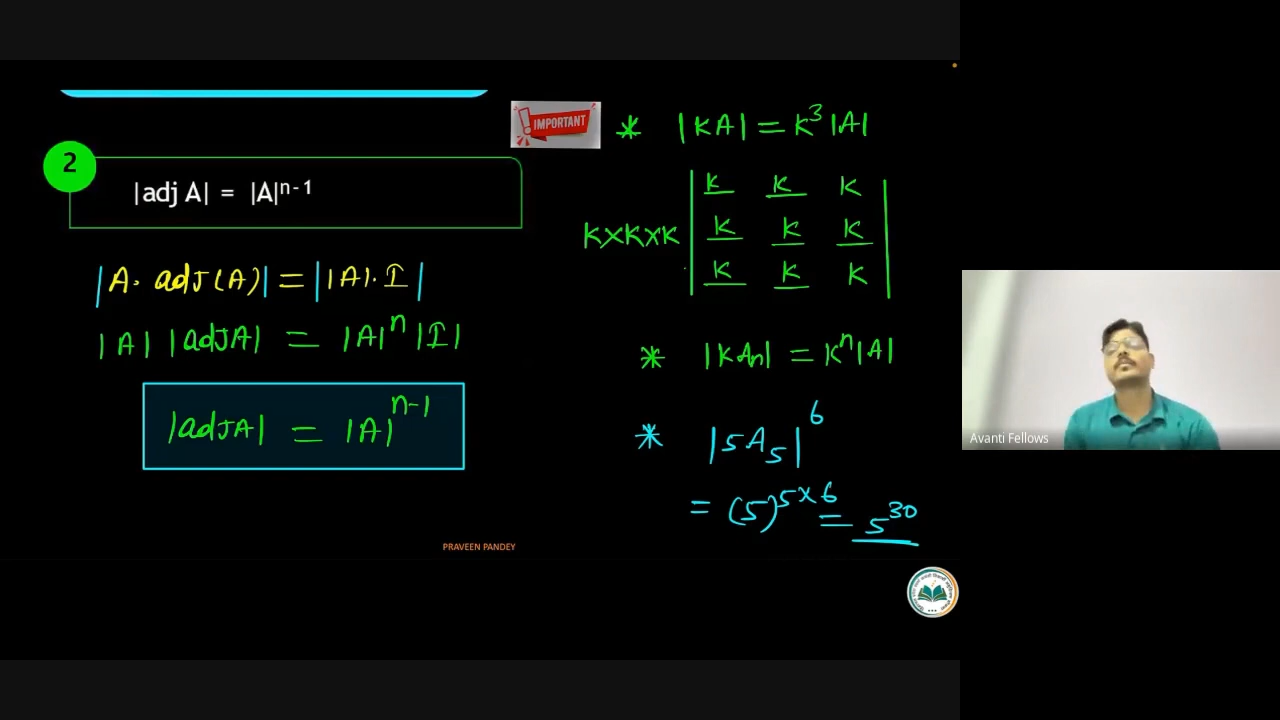 2
|adj A| = |A|ⁿ⁻¹
|A. adj(A)| = ||A|.I|
|A| |adjA| = |A|ⁿ |I|
|adjA| = |A|ⁿ⁻¹
PRAVEEN PANDEY
IMPORTANT
* |KA| = K³|A|
K K K
K×K×K K K K
K K K
* |KAₙ| = Kⁿ|A|
* |5A₅|⁶
= (5)⁵ˣ⁶ = 5³⁰
Avanti Fellows